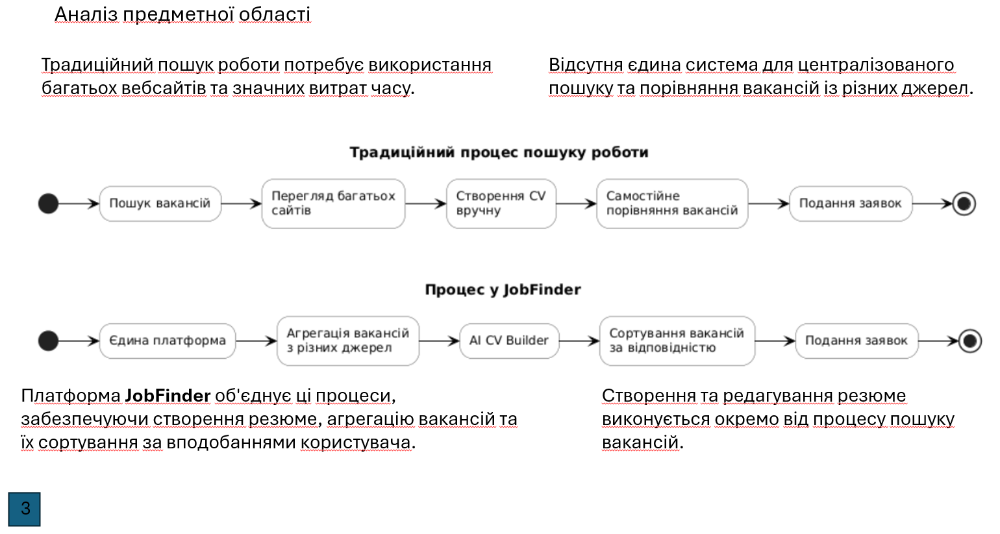 Аналіз предметної області
Традиційний пошук роботи потребує використання
багатьох вебсайтів та значних витрат часу.
Відсутня єдина система для централізованого
пошуку та порівняння вакансій із різних джерел.
Традиційний процес пошуку роботи
Пошук вакансій
Перегляд багатьох
сайтів
Створення CV
вручну
Самостійне
порівняння вакансій
Подання заявок
Процес у JobFinder
Єдина платформа
Агрегація вакансій
з різних джерел
AI CV Builder
Сортування вакансій
за відповідністю
Подання заявок
Платформа JobFinder об'єднує ці процеси,
забезпечуючи створення резюме, агрегацію вакансій та
їх сортування за вподобаннями користувача.
Створення та редагування резюме
виконується окремо від процесу пошуку
вакансій.
3